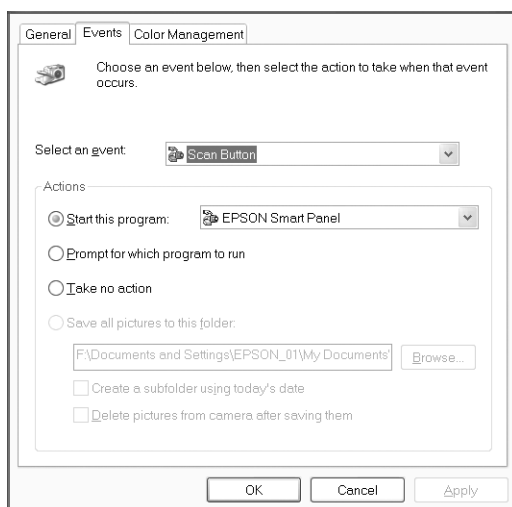 General Events Color Management
Choose an event below, then select the action to take when that event
occurs.
Select an event: Scan Button
Actions
Start this program: EPSON Smart Panel
Prompt for which program to run
Take no action
Save all pictures to this folder:
F:\Documents and Settings\EPSON_01\My Documents' Browse...
Create a subfolder using today's date
Delete pictures from camera after saving them
OK Cancel Apply